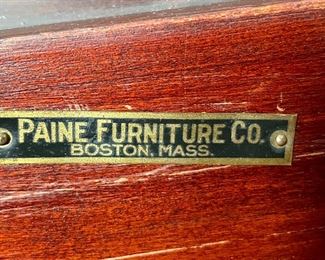 PAINE FURNITURE CO.
BOSTON, MASS.